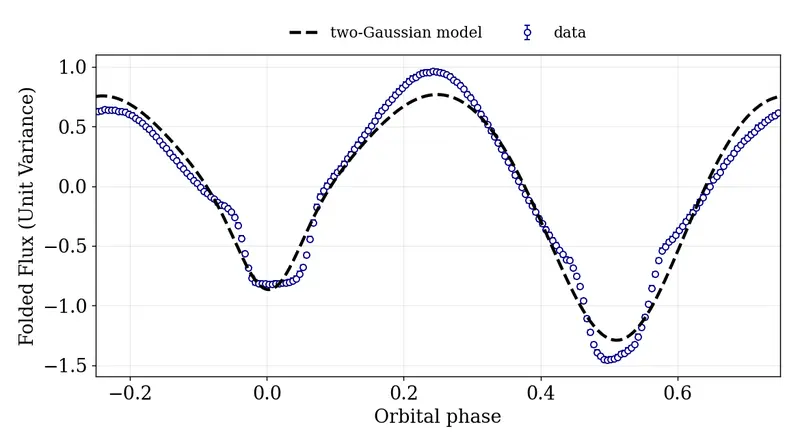 two-Gaussian model data
Folded Flux (Unit Variance)
1.0
0.5
0.0
−0.5
−1.0
−1.5
−0.2 0.0 0.2 0.4 0.6
Orbital phase